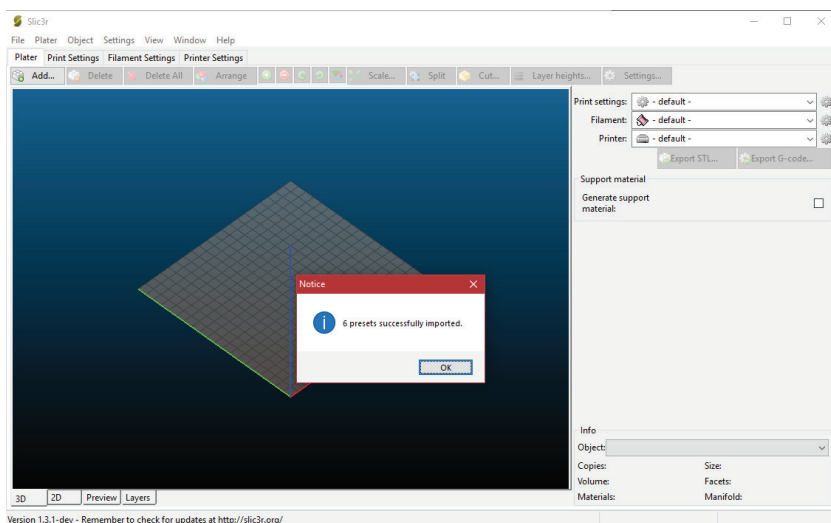 Slic3r
File Plater Object Settings View Window Help
Plater Print Settings Filament Settings Printer Settings
Add... Delete Delete All Arrange Scale... Split Cut... Layer heights... Settings...
Print settings: - default -
Filament: - default -
Printer: - default -
Export STL... Export G-code...
Support material
Generate support
material:
Notice
6 presets successfully imported.
OK
Info
Object:
Copies: Size:
Volume: Facets:
Materials: Manifold:
3D 2D Preview Layers
Version 1.3.1-dev - Remember to check for updates at http://slic3r.org/